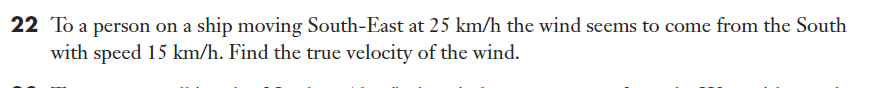 22 To a person on a ship moving South-East at 25 km/h the wind seems to come from the South
with speed 15 km/h. Find the true velocity of the wind.